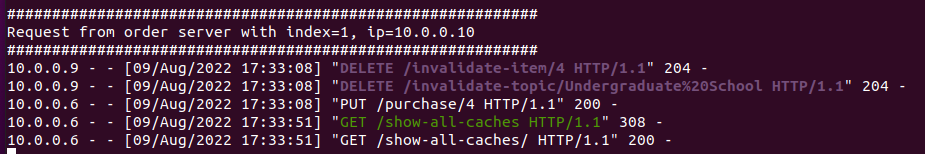 ###########################################################
Request from order server with index=1, ip=10.0.0.10
###########################################################
10.0.0.9 - - [09/Aug/2022 17:33:08] "DELETE /invalidate-item/4 HTTP/1.1" 204 -
10.0.0.9 - - [09/Aug/2022 17:33:08] "DELETE /invalidate-topic/Undergraduate%20School HTTP/1.1" 204 -
10.0.0.6 - - [09/Aug/2022 17:33:08] "PUT /purchase/4 HTTP/1.1" 200 -
10.0.0.6 - - [09/Aug/2022 17:33:51] "GET /show-all-caches HTTP/1.1" 308 -
10.0.0.6 - - [09/Aug/2022 17:33:51] "GET /show-all-caches/ HTTP/1.1" 200 -